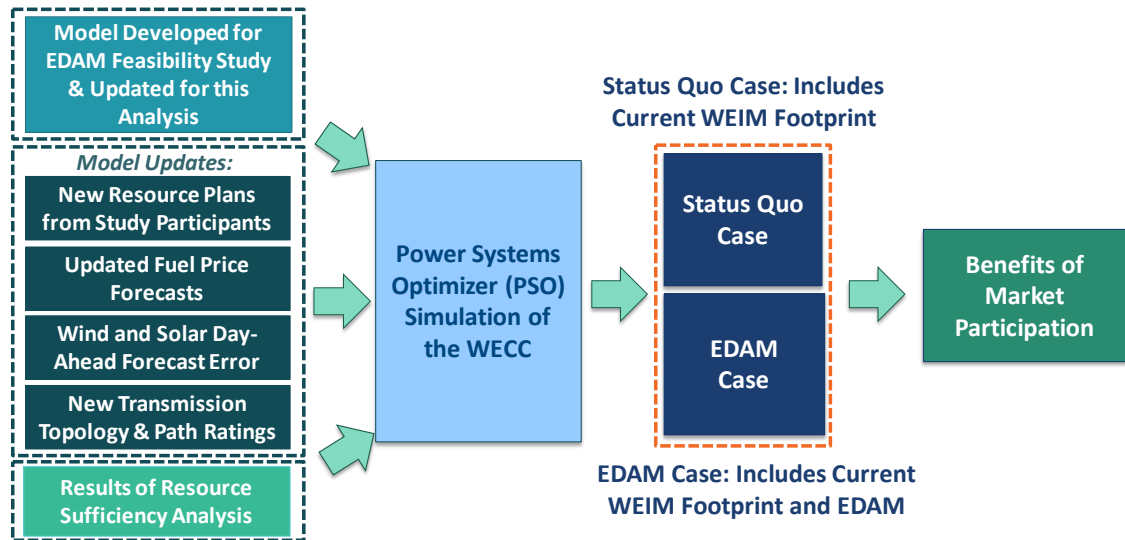 Model Developed for
EDAM Feasibility Study
& Updated for this
Analysis
Model Updates:
New Resource Plans
from Study Participants
Updated Fuel Price
Forecasts
Wind and Solar Day-
Ahead Forecast Error
New Transmission
Topology & Path Ratings
Results of Resource
Sufficiency Analysis
Power Systems
Optimizer (PSO)
Simulation of
the WECC
Status Quo Case: Includes
Current WEIM Footprint
Status Quo
Case
EDAM
Case
EDAM Case: Includes Current
WEIM Footprint and EDAM
Benefits of
Market
Participation